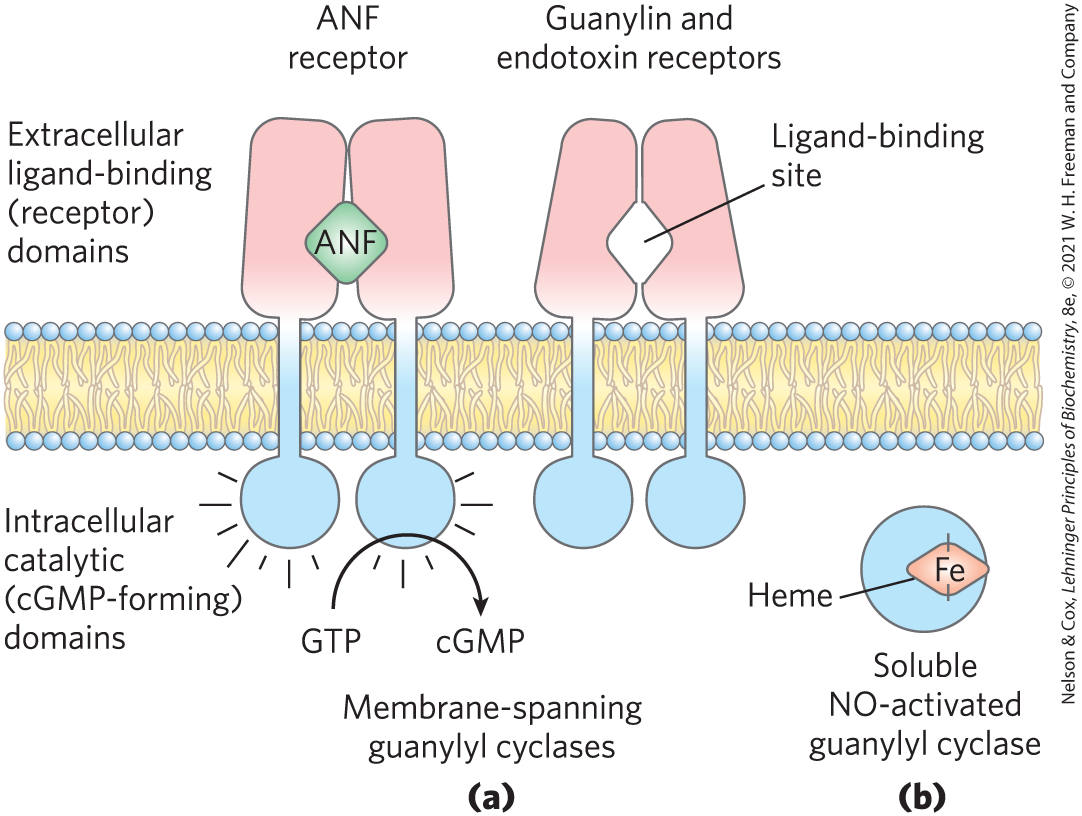 ANF
receptor
Guanylin and
endotoxin receptors
Extracellular
ligand-binding
(receptor)
domains
Ligand-binding
site
ANF
Intracellular
catalytic
(cGMP-forming)
domains
GTP
cGMP
Heme
Fe
Membrane-spanning
guanylyl cyclases
(a)
Soluble
NO-activated
guanylyl cyclase
(b)
Nelson & Cox, Lehninger Principles of Biochemistry, 8e, © 2021 W. H. Freeman and Company